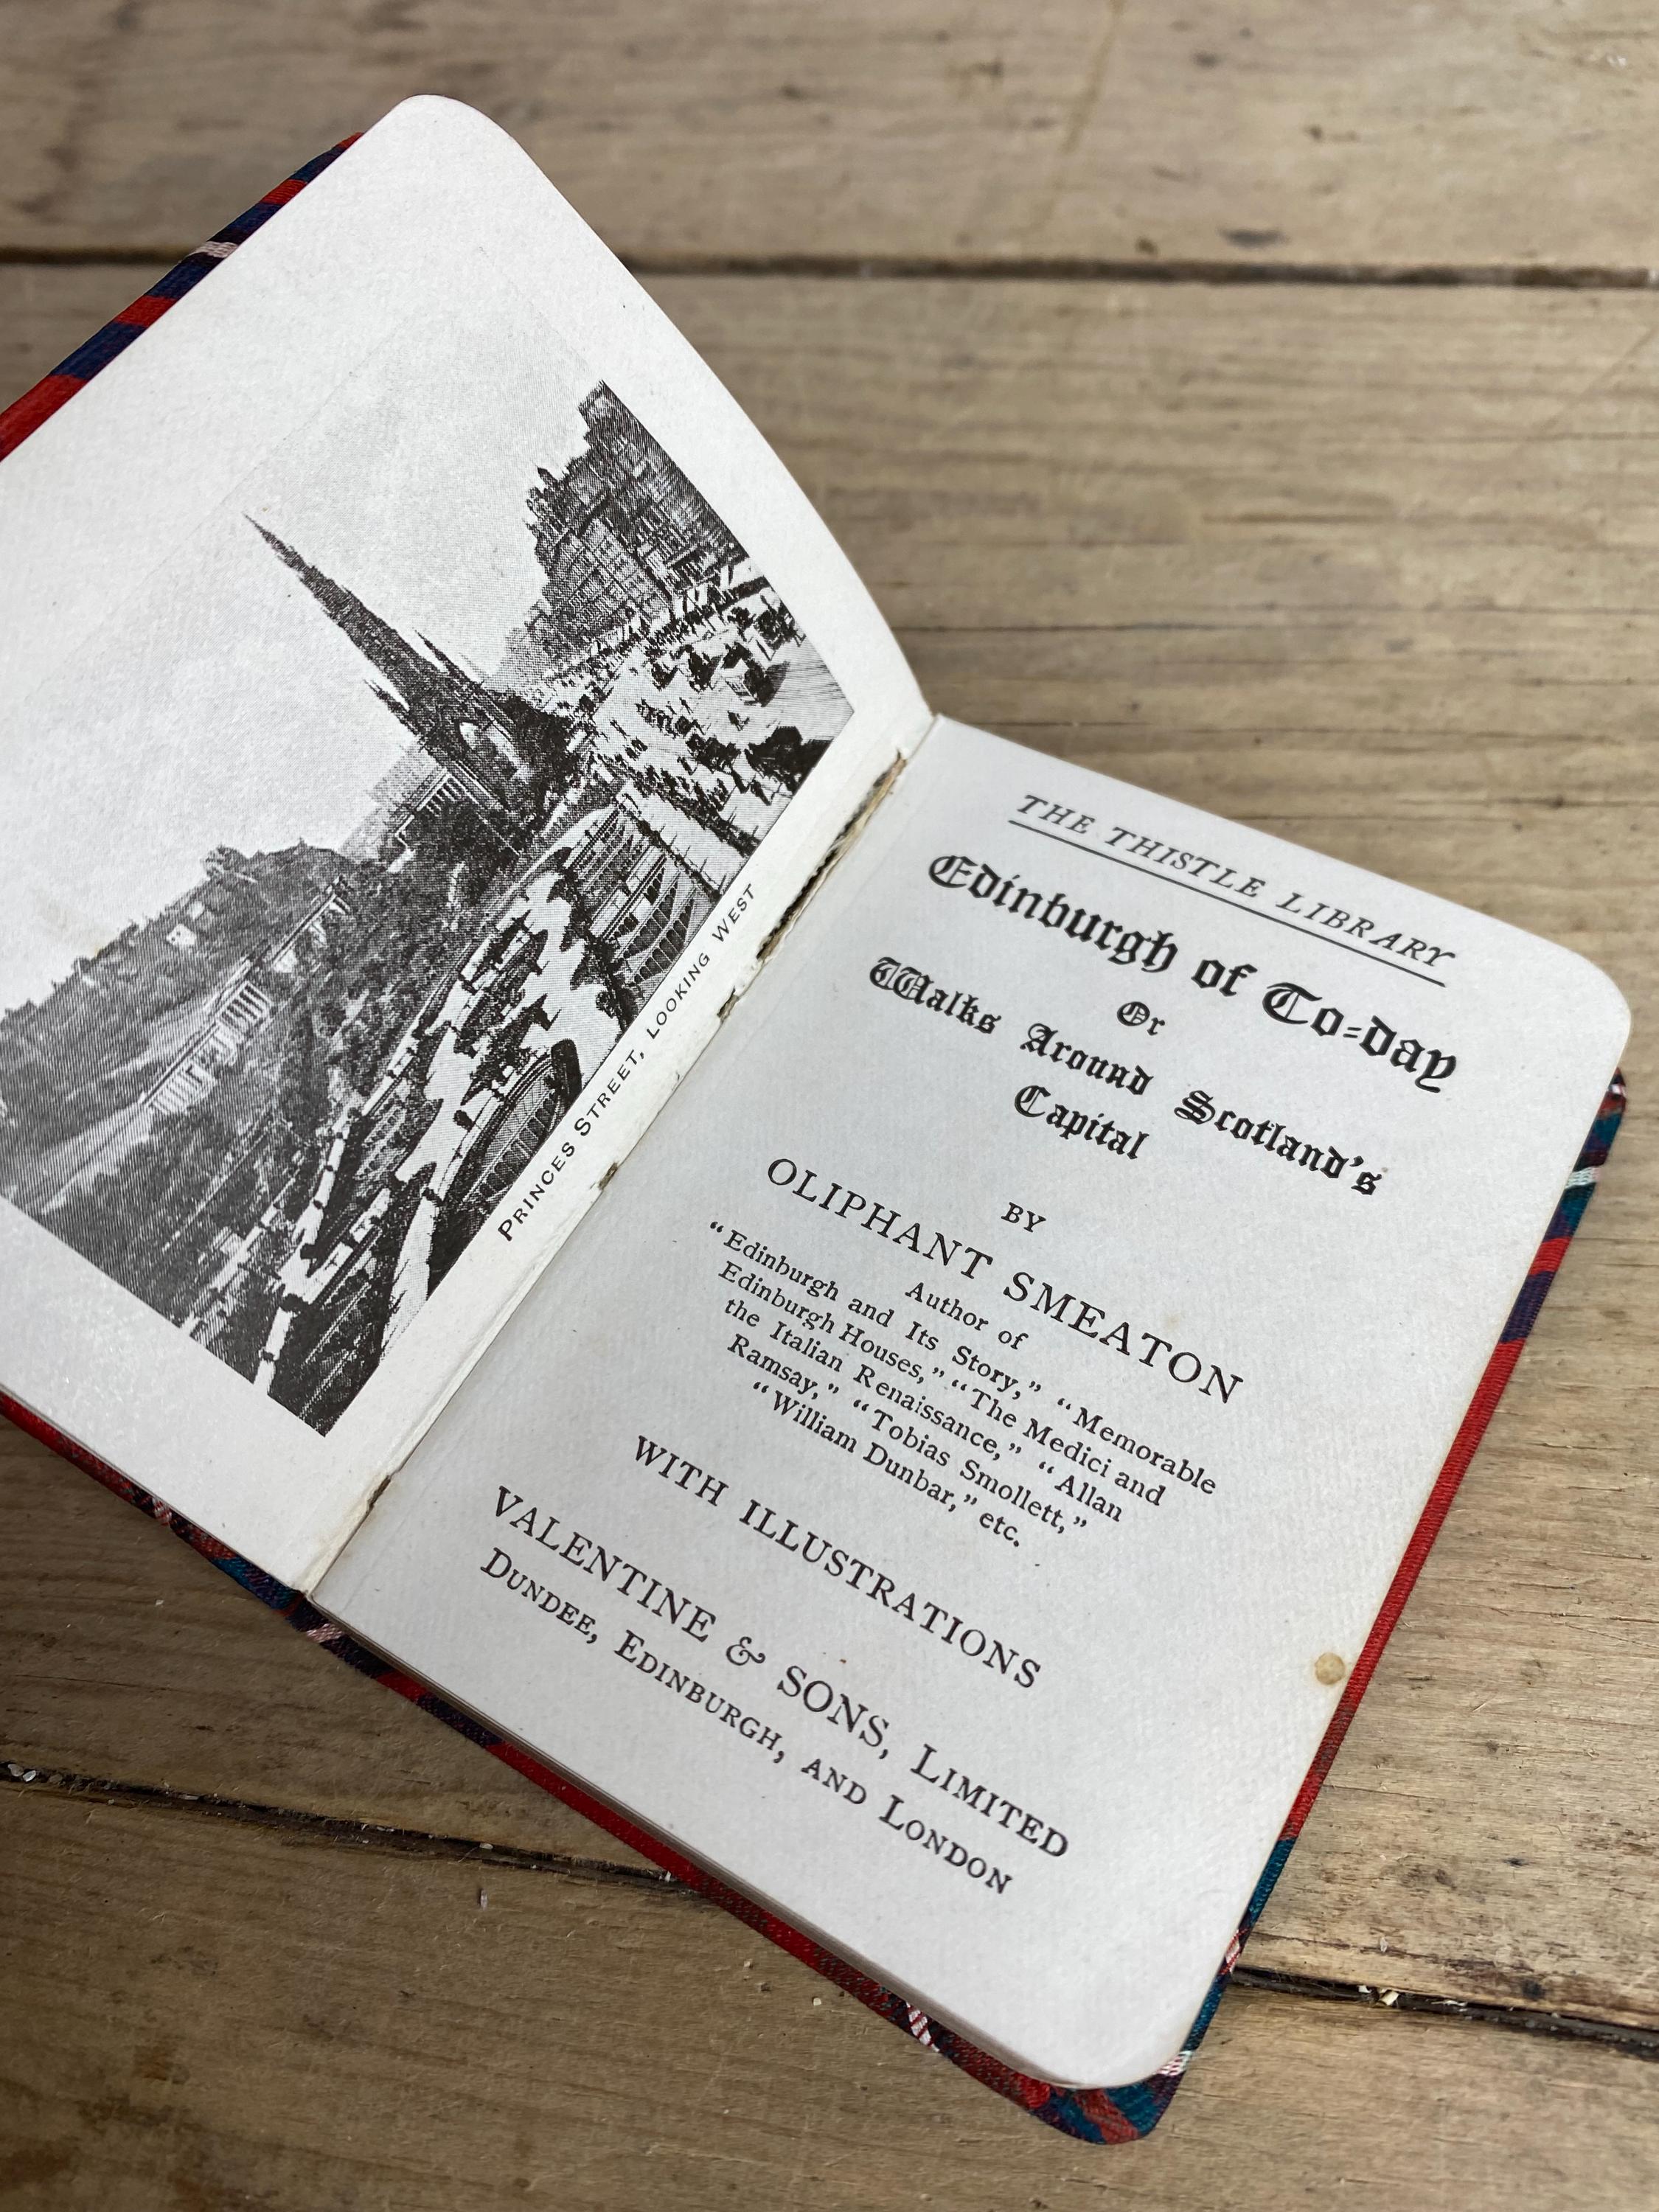 PRINCES STREET, LOOKING WEST
THE THISTLE LIBRARY
Edinburgh of To=day
Or
Walks Around Scotland's
Capital
BY
OLIPHANT SMEATON
Author of
"Edinburgh and Its Story," "Memorable
Edinburgh Houses," "The Medici and
the Italian Renaissance," "Allan
Ramsay," "Tobias Smollett,"
"William Dunbar," etc.
WITH ILLUSTRATIONS
VALENTINE & SONS, LIMITED
DUNDEE, EDINBURGH, AND LONDON